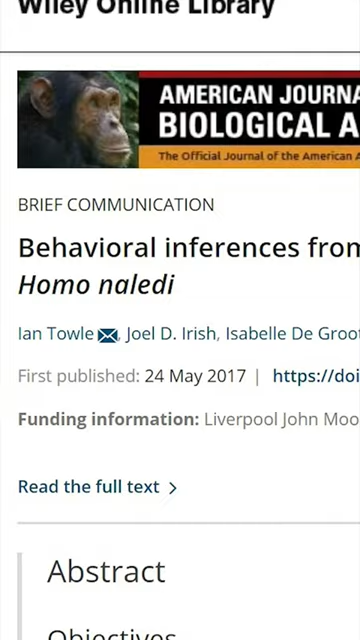 Wiley Online Library
AMERICAN JOURNA
BIOLOGICAL A
The Official Journal of the American A
BRIEF COMMUNICATION
Behavioral inferences from
Homo naledi
Ian Towle, Joel D. Irish, Isabelle De Groot
First published: 24 May 2017 | https://doi
Funding information: Liverpool John Moo
Read the full text >
Abstract
Objectives